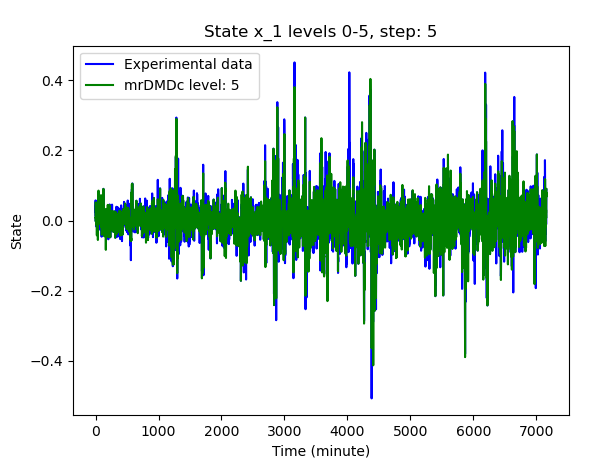 State x_1 levels 0-5, step: 5
Experimental data
mrDMDc level: 5
0.4
0.2
0.0
−0.2
−0.4
State
0 1000 2000 3000 4000 5000 6000 7000
Time (minute)